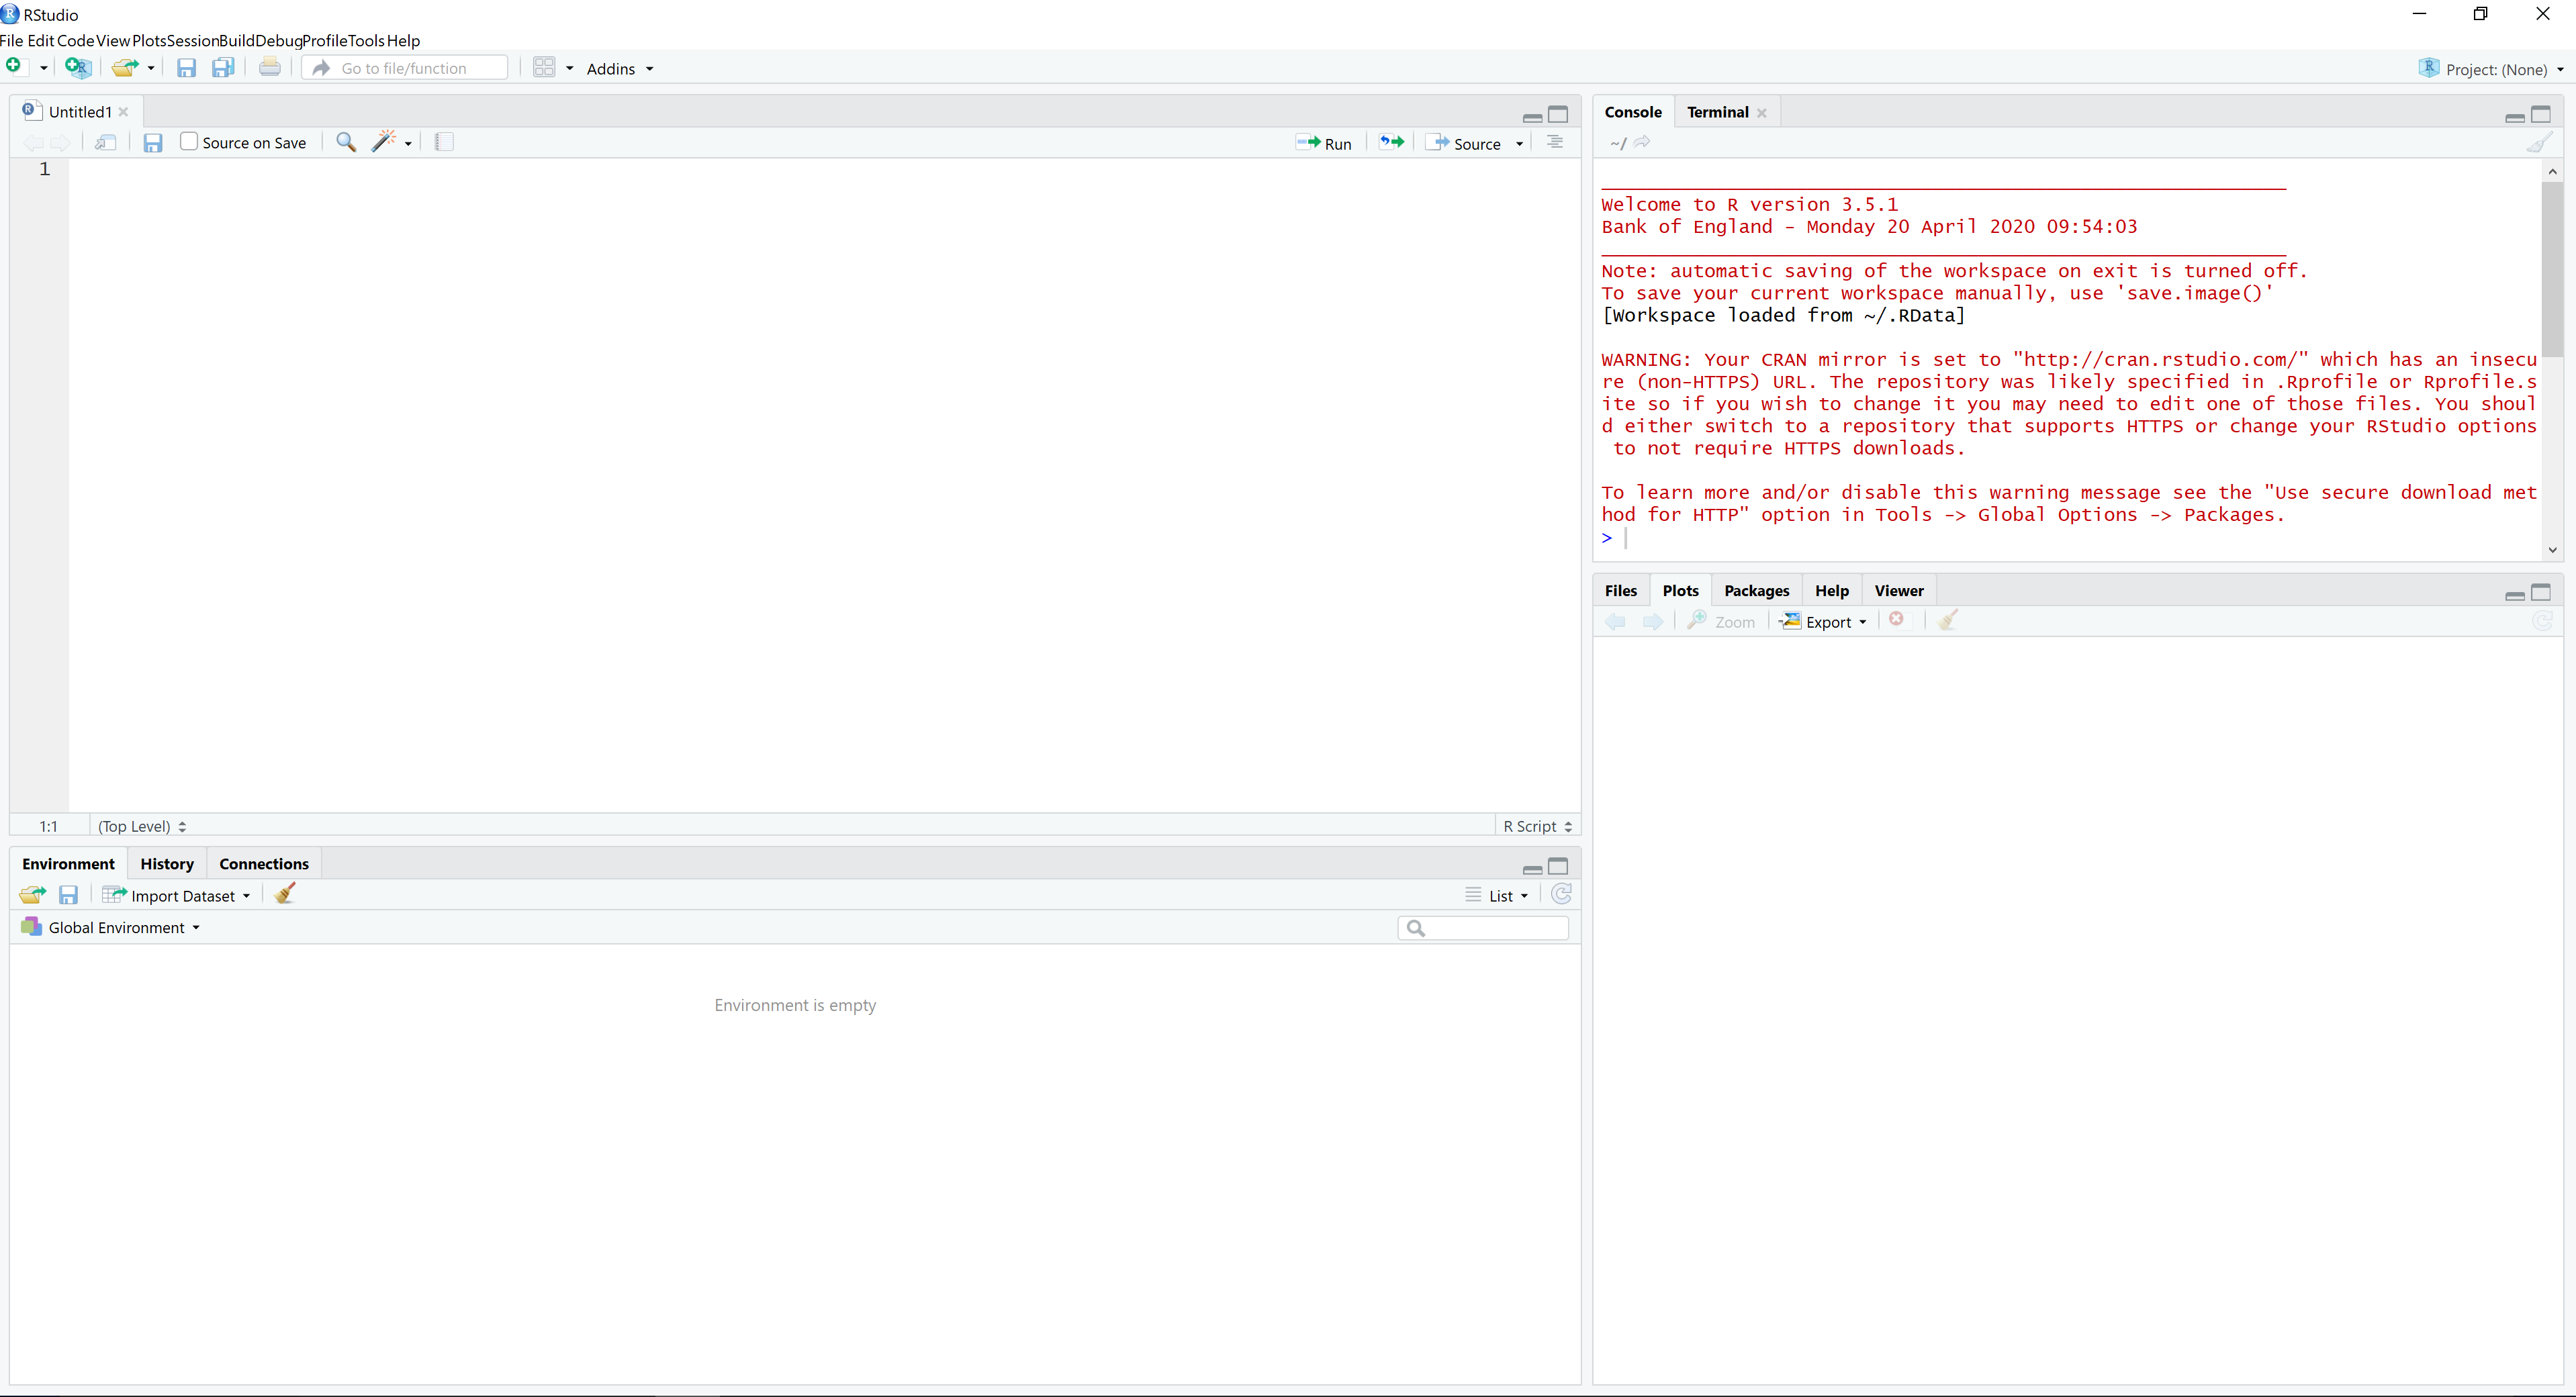 RStudio
File Edit Code View Plots Session Build Debug Profile Tools Help
Go to file/function
Addins
Project: (None)
Untitled1
Source on Save
Run
Source
1
1:1
(Top Level)
R Script
Environment
History
Connections
Import Dataset
List
Global Environment
Environment is empty
Console
Terminal
~/
Welcome to R version 3.5.1
Bank of England - Monday 20 April 2020 09:54:03
Note: automatic saving of the workspace on exit is turned off.
To save your current workspace manually, use 'save.image()'
[Workspace loaded from ~/.RData]
WARNING: Your CRAN mirror is set to "http://cran.rstudio.com/" which has an insecu
re (non-HTTPS) URL. The repository was likely specified in .Rprofile or Rprofile.s
ite so if you wish to change it you may need to edit one of those files. You shoul
d either switch to a repository that supports HTTPS or change your RStudio options
to not require HTTPS downloads.
To learn more and/or disable this warning message see the "Use secure download met
hod for HTTP" option in Tools -> Global Options -> Packages.
>
Files
Plots
Packages
Help
Viewer
Zoom
Export